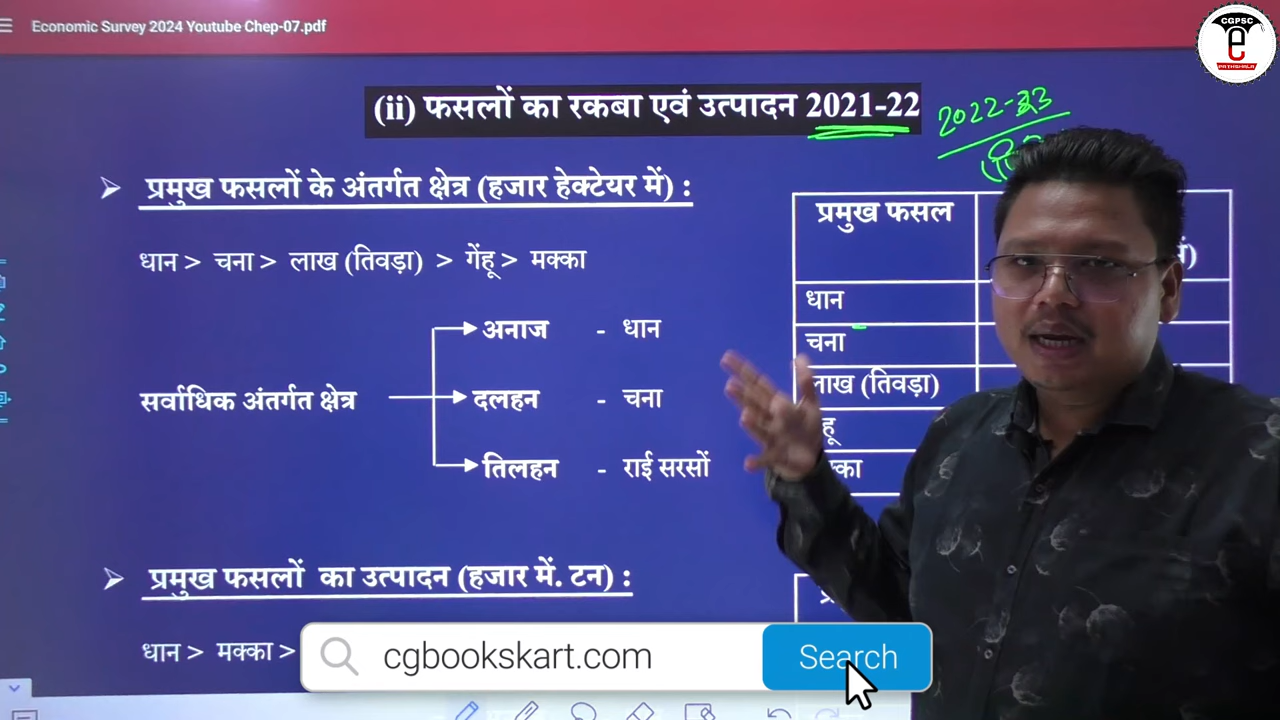 Economic Survey 2024 Youtube Chep-07.pdf
CGPSC
e
PATHSHALA
(ii) फसलों का रकबा एवं उत्पादन 2021-22
2022-23
➢ प्रमुख फसलों के अंतर्गत क्षेत्र (हजार हेक्टेयर में) :
धान > चना > लाख (तिवड़ा) > गेंहू > मक्का
सर्वाधिक अंतर्गत क्षेत्र
अनाज - धान
दलहन - चना
तिलहन - राई सरसों
प्रमुख फसल
धान
चना
लाख (तिवड़ा)
➢ प्रमुख फसलों का उत्पादन (हजार में. टन) :
धान > मक्का >
cgbookskart.com Search